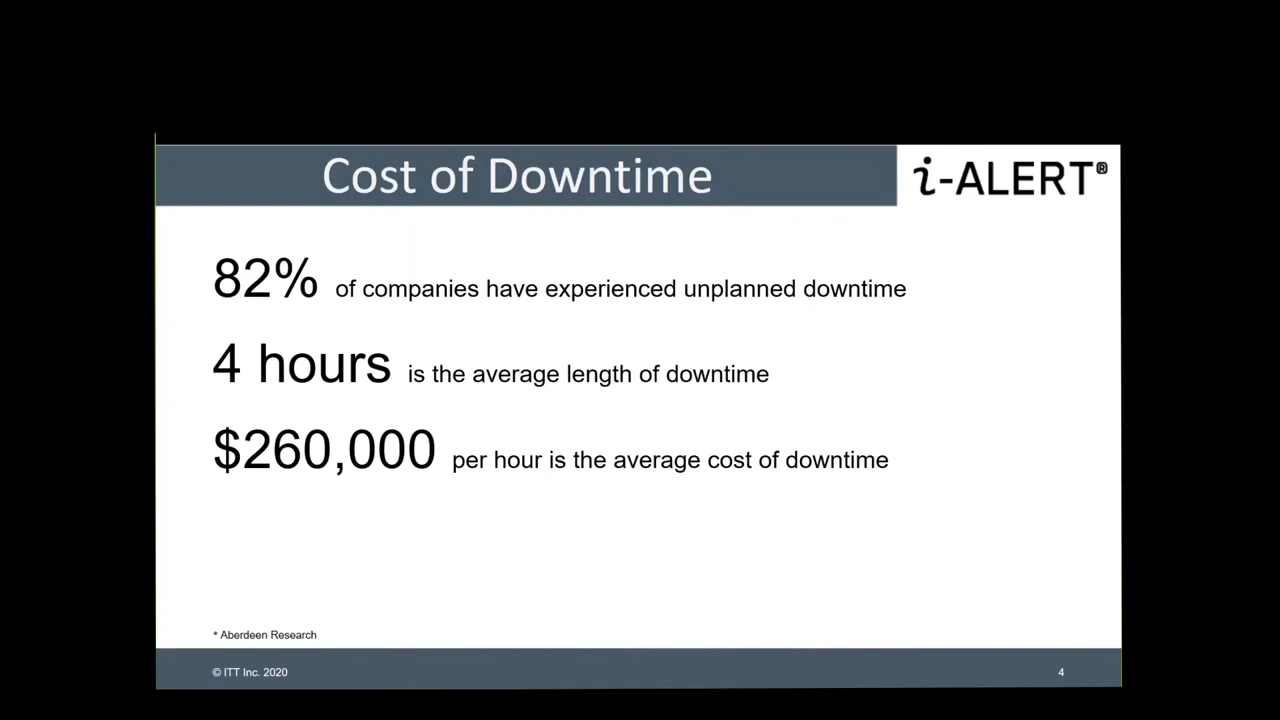 Cost of Downtime
i-ALERT®
82% of companies have experienced unplanned downtime
4 hours is the average length of downtime
$260,000 per hour is the average cost of downtime
* Aberdeen Research
© ITT Inc. 2020
4